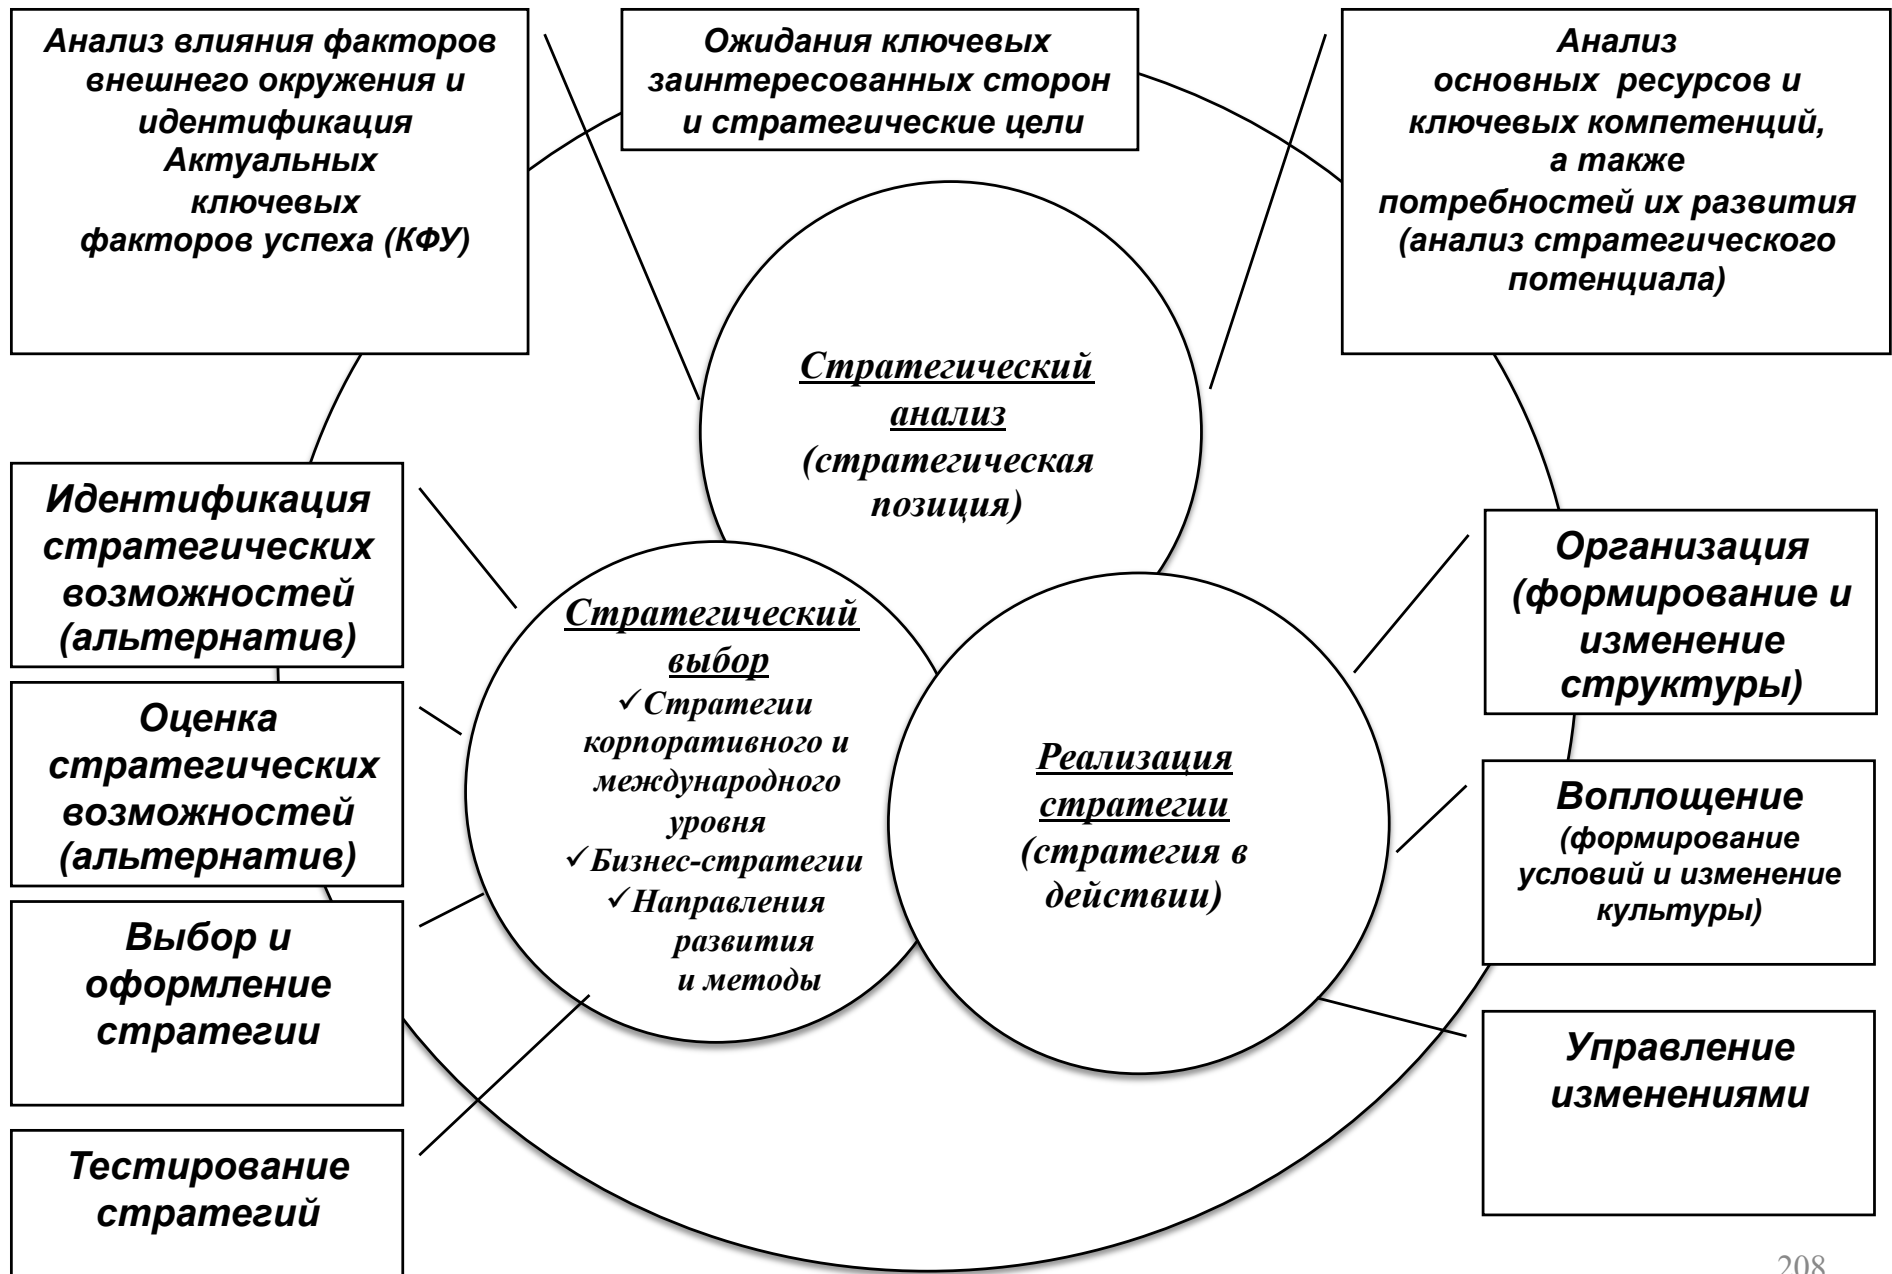 Анализ влияния факторов
внешнего окружения и
идентификация
Актуальных
ключевых
факторов успеха (КФУ)
Ожидания ключевых
заинтересованных сторон
и стратегические цели
Анализ
основных ресурсов и
ключевых компетенций,
а также
потребностей их развития
(анализ стратегического
потенциала)
Стратегический
анализ
(стратегическая
позиция)
Идентификация
стратегических
возможностей
(альтернатив)
Оценка
стратегических
возможностей
(альтернатив)
Выбор и
оформление
стратегии
Тестирование
стратегий
Стратегический
выбор
✓Стратегии
корпоративного и
международного
уровня
✓Бизнес-стратегии
✓Направления
развития
и методы
Реализация
стратегии
(стратегия в
действии)
Организация
(формирование и
изменение
структуры)
Воплощение
(формирование
условий и изменение
культуры)
Управление
изменениями
208